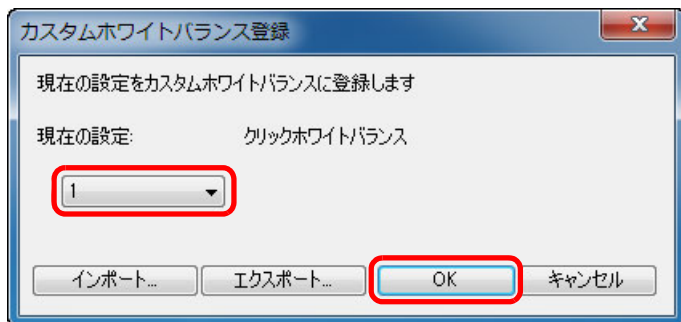 カスタムホワイトバランス登録
現在の設定をカスタムホワイトバランスに登録します
現在の設定: クリックホワイトバランス
1
インポート... エクスポート... OK キャンセル